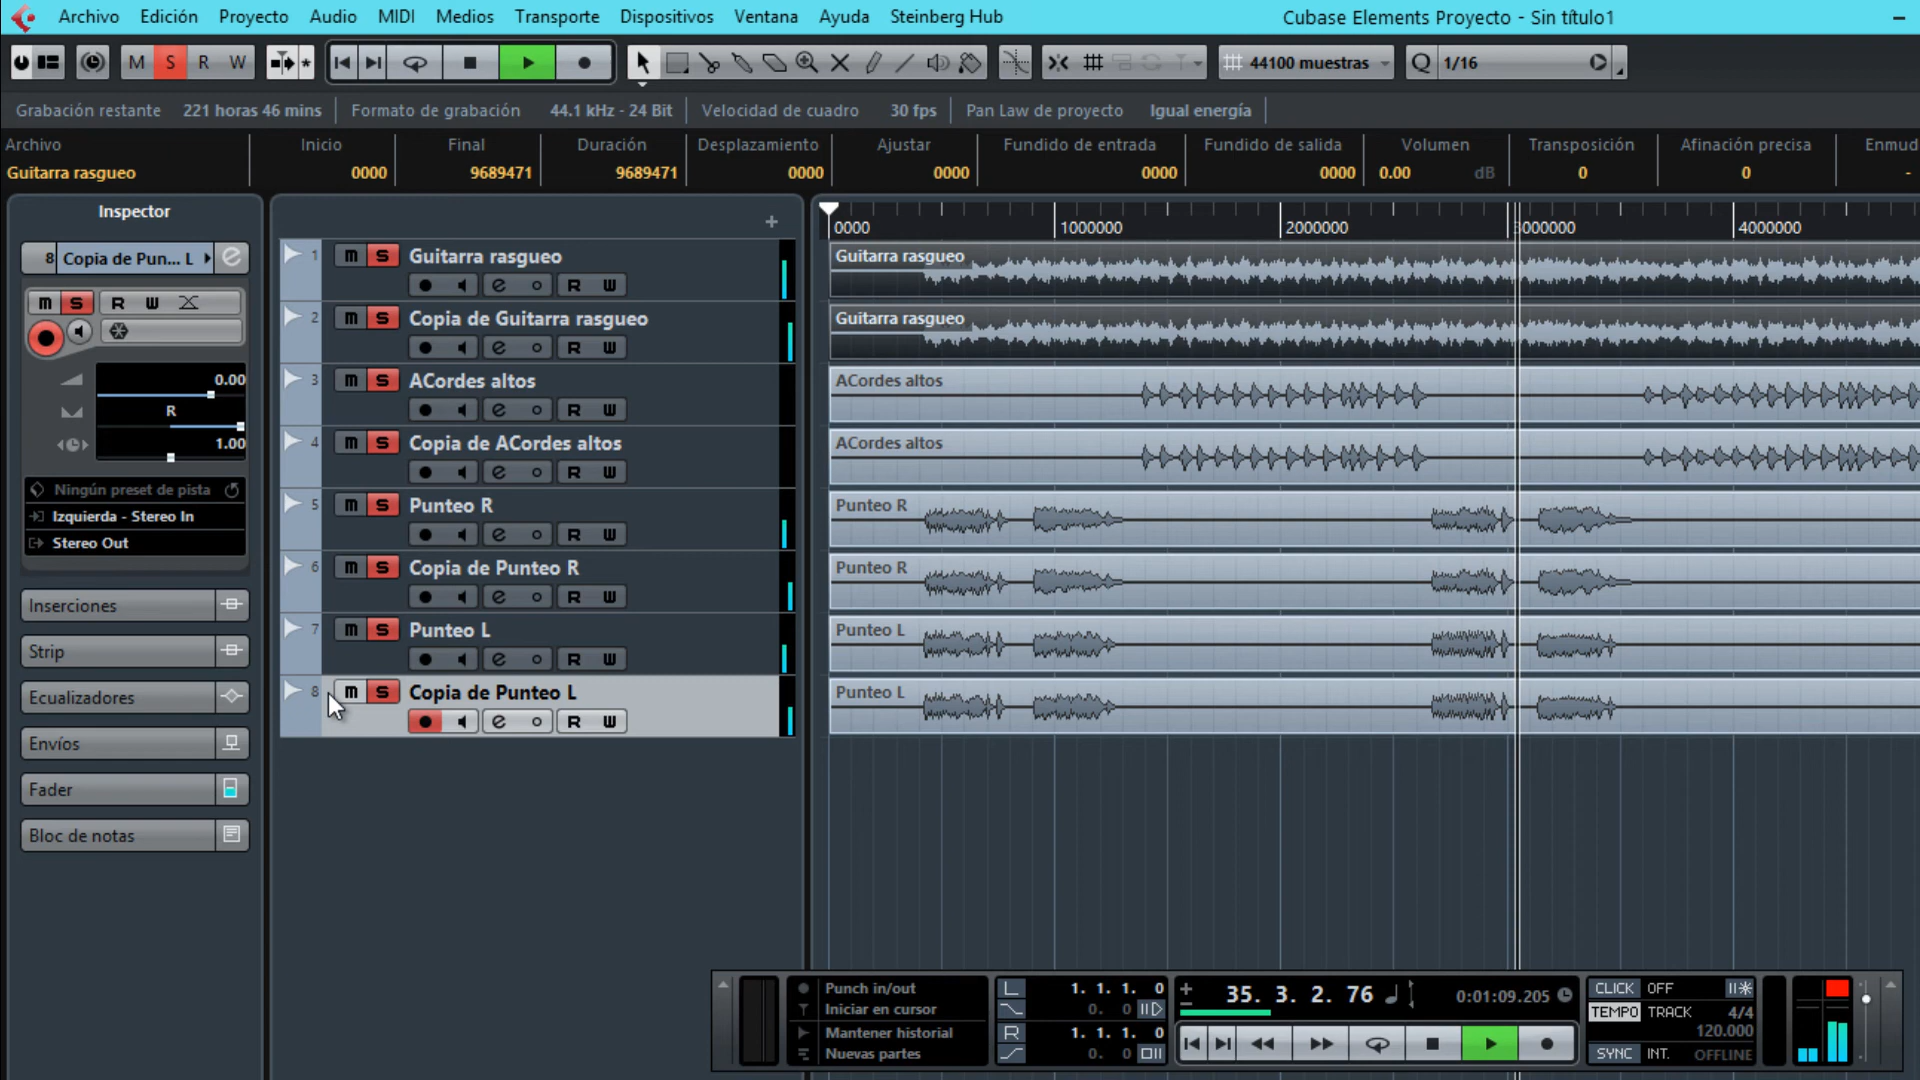 Archivo Edición Proyecto Audio MIDI Medios Transporte Dispositivos Ventana Ayuda Steinberg Hub
Cubase Elements Proyecto - Sin título1
M S R W
44100 muestras
Q 1/16
Grabación restante 221 horas 46 mins
Formato de grabación 44.1 kHz - 24 Bit
Velocidad de cuadro 30 fps
Pan Law de proyecto Igual energía
Archivo Inicio Final Duración Desplazamiento Ajustar Fundido de entrada Fundido de salida Volumen Transposición Afinación precisa Enmud
Guitarra rasgueo 0000 9689471 9689471 0000 0000 0000 0000 0.00 dB 0 0 -
Inspector
8 Copia de Pun... L
m S R W
0.00
R
1.00
Ningún preset de pista
Izquierda - Stereo In
Stereo Out
Inserciones
Strip
Ecualizadores
Envíos
Fader
Bloc de notas
+
1 m S Guitarra rasgueo
e R W
2 m S Copia de Guitarra rasgueo
e R W
3 m S ACordes altos
e R W
4 m S Copia de ACordes altos
e R W
5 m S Punteo R
e R W
6 m S Copia de Punteo R
e R W
7 m S Punteo L
e R W
8 m S Copia de Punteo L
e R W
0000 1000000 2000000 3000000 4000000
Guitarra rasgueo
Guitarra rasgueo
ACordes altos
ACordes altos
Punteo R
Punteo R
Punteo L
Punteo L
Punch in/out
Iniciar en cursor
Mantener historial
Nuevas partes
L 1. 1. 1. 0
0. 0
R 1. 1. 1. 0
0. 0
35. 3. 2. 76
0:01:09.205
CLICK OFF
TEMPO TRACK 4/4
120.000
SYNC INT. OFFLINE